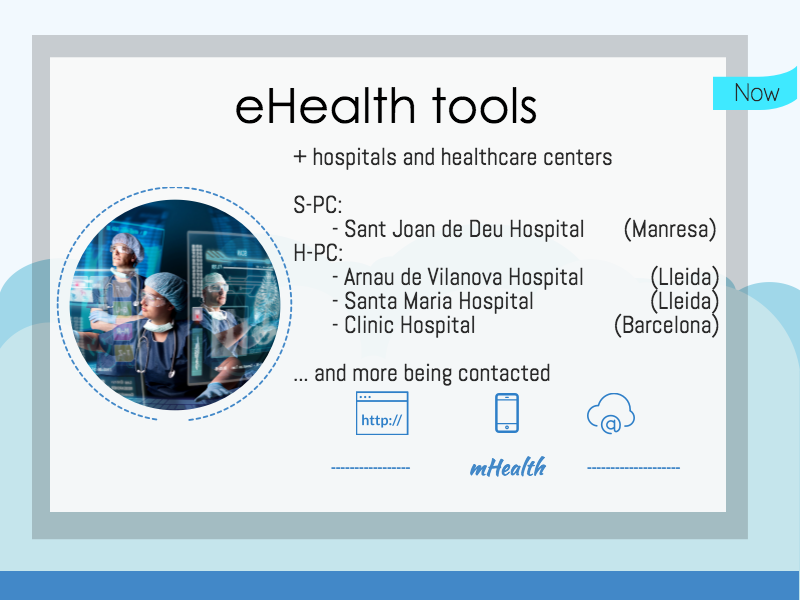 eHealth tools
Now
+ hospitals and healthcare centers
S-PC:
- Sant Joan de Deu Hospital (Manresa)
H-PC:
- Arnau de Vilanova Hospital (Lleida)
- Santa Maria Hospital (Lleida)
- Clinic Hospital (Barcelona)
... and more being contacted
http://
@
-----------------
mHealth
--------------------